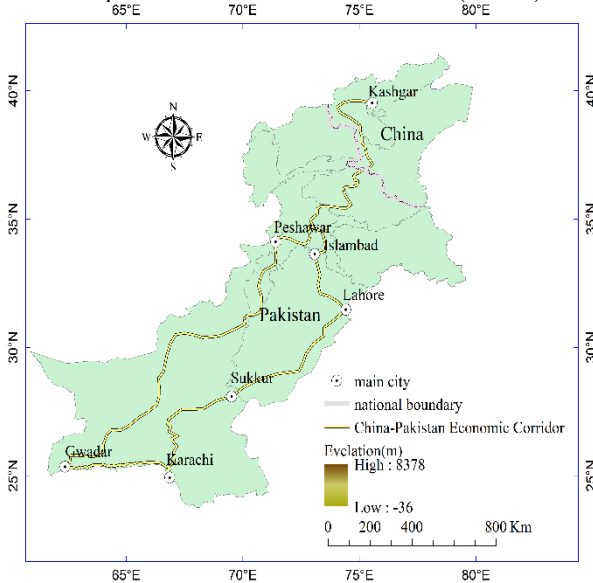 65°E 70°E 75°E 80°E
40°N 40°N
Kashgar
N
W E
S
China
35°N 35°N
Peshawar
Islambad
Lahore
Pakistan
30°N 30°N
Sukkur
main city
national boundary
China-Pakistan Economic Corridor
Gwadar
Karachi
Evclation(m)
High : 8378
25°N 25°N
Low : -36
0 200 400 800 Km
65°E 70°E 75°E 80°E